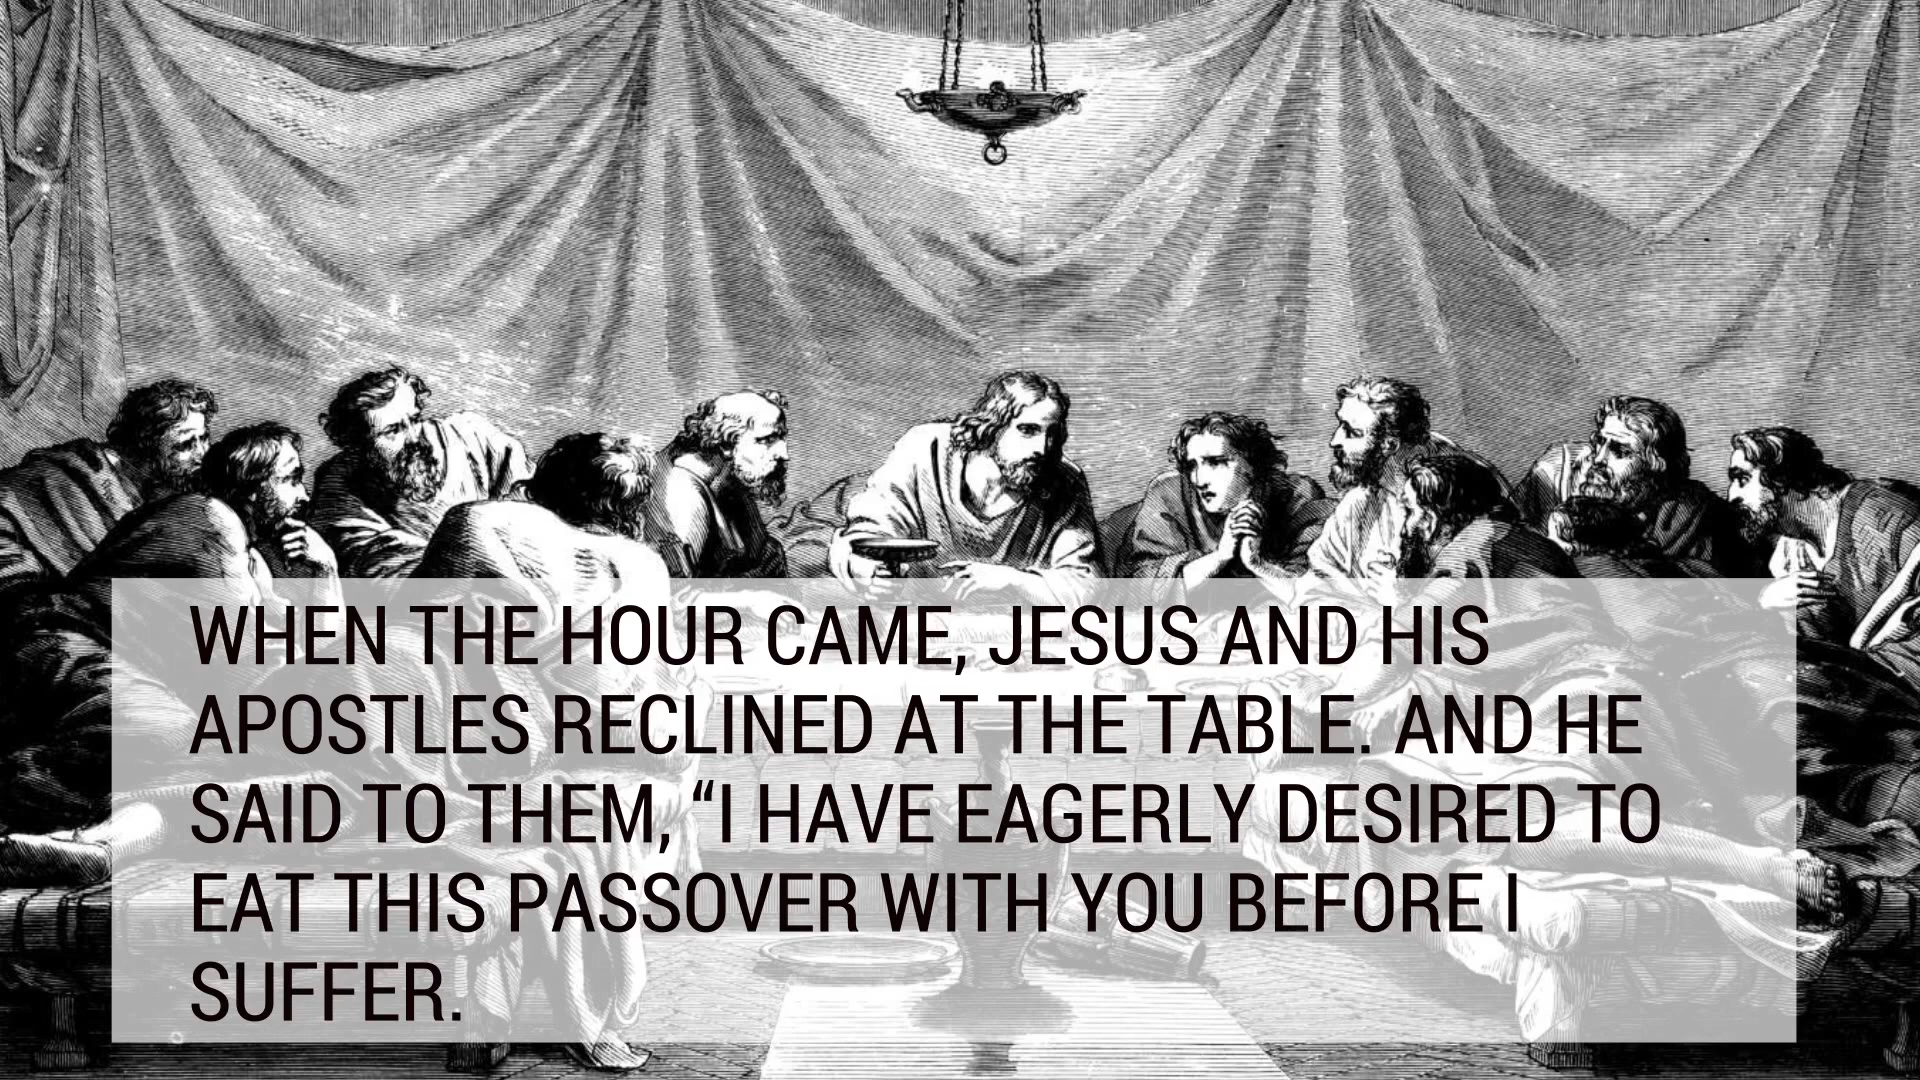 WHEN THE HOUR CAME, JESUS AND HIS
APOSTLES RECLINED AT THE TABLE. AND HE
SAID TO THEM, “I HAVE EAGERLY DESIRED TO
EAT THIS PASSOVER WITH YOU BEFORE I
SUFFER.